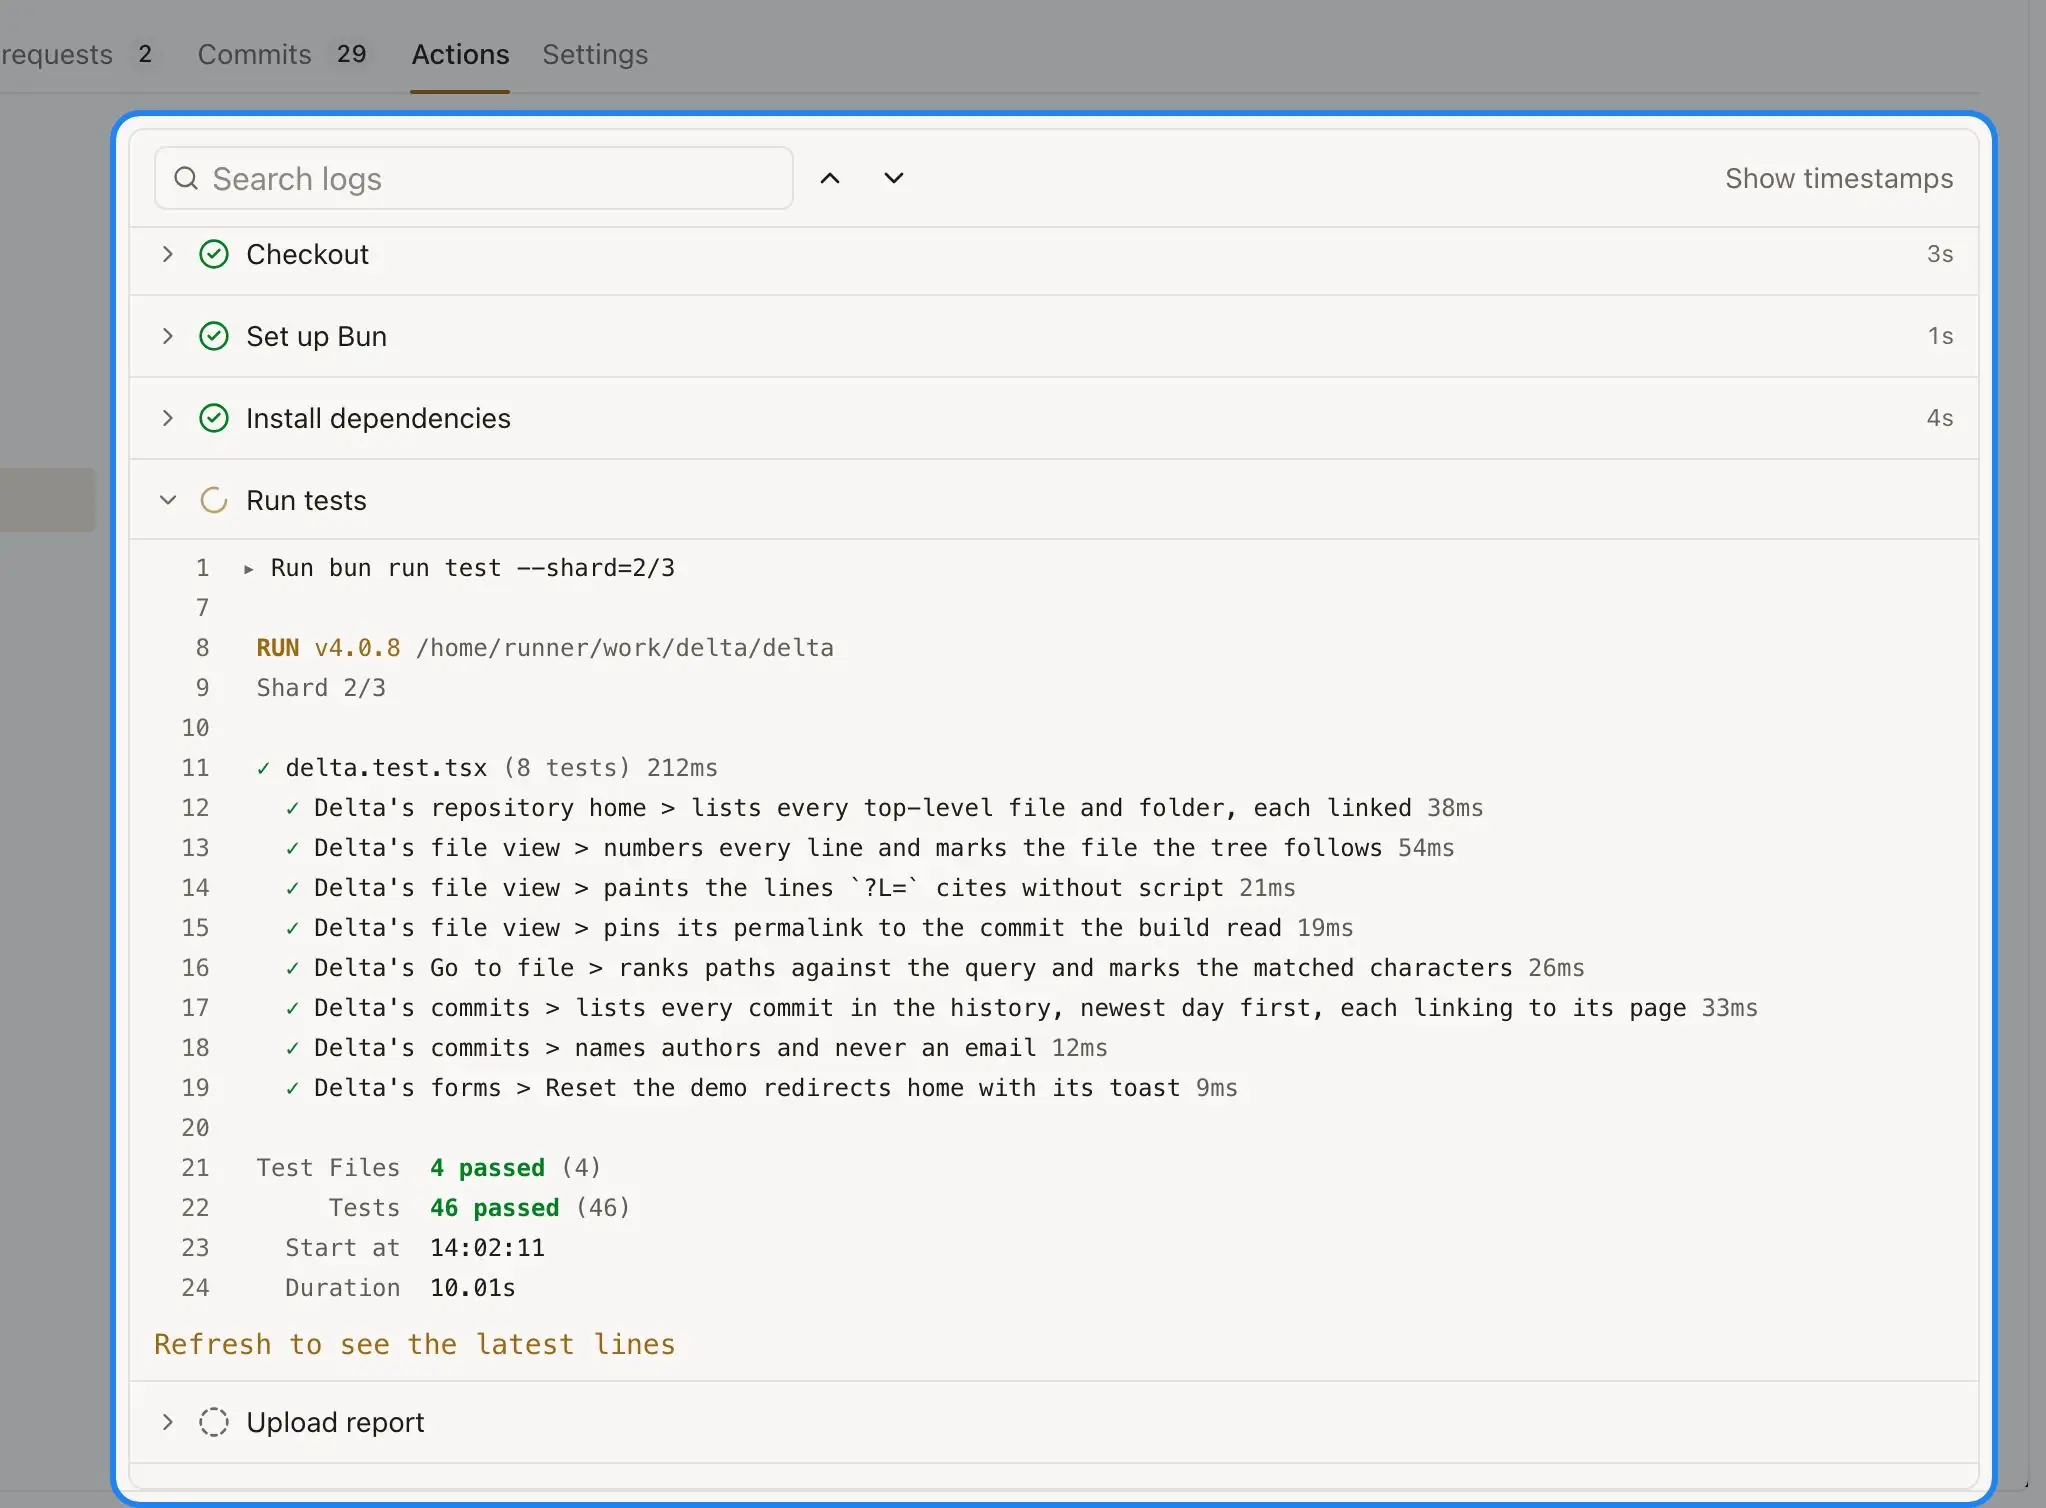 requests 2 Commits 29 Actions Settings
Search logs Show timestamps
Checkout 3s
Set up Bun 1s
Install dependencies 4s
Run tests
1 ▸ Run bun run test --shard=2/3
7
8 RUN v4.0.8 /home/runner/work/delta/delta
9 Shard 2/3
10
11 ✓ delta.test.tsx (8 tests) 212ms
12 ✓ Delta's repository home > lists every top-level file and folder, each linked 38ms
13 ✓ Delta's file view > numbers every line and marks the file the tree follows 54ms
14 ✓ Delta's file view > paints the lines `?L=` cites without script 21ms
15 ✓ Delta's file view > pins its permalink to the commit the build read 19ms
16 ✓ Delta's Go to file > ranks paths against the query and marks the matched characters 26ms
17 ✓ Delta's commits > lists every commit in the history, newest day first, each linking to its page 33ms
18 ✓ Delta's commits > names authors and never an email 12ms
19 ✓ Delta's forms > Reset the demo redirects home with its toast 9ms
20
21 Test Files 4 passed (4)
22 Tests 46 passed (46)
23 Start at 14:02:11
24 Duration 10.01s
Refresh to see the latest lines
Upload report